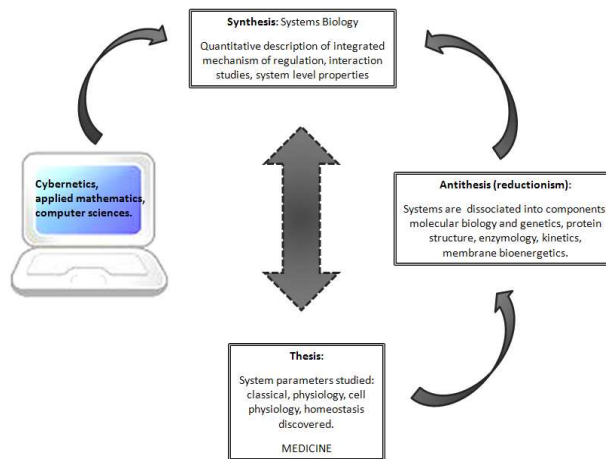 Synthesis: Systems Biology
Quantitative description of integrated
mechanism of regulation, interaction
studies, system level properties
Cybernetics,
applied mathematics,
computer sciences.
Antithesis (reductionism):
Systems are dissociated into components
molecular biology and genetics, protein
structure, enzymology, kinetics,
membrane bioenergetics.
Thesis:
System parameters studied:
classical, physiology, cell
physiology, homeostasis
discovered.
MEDICINE